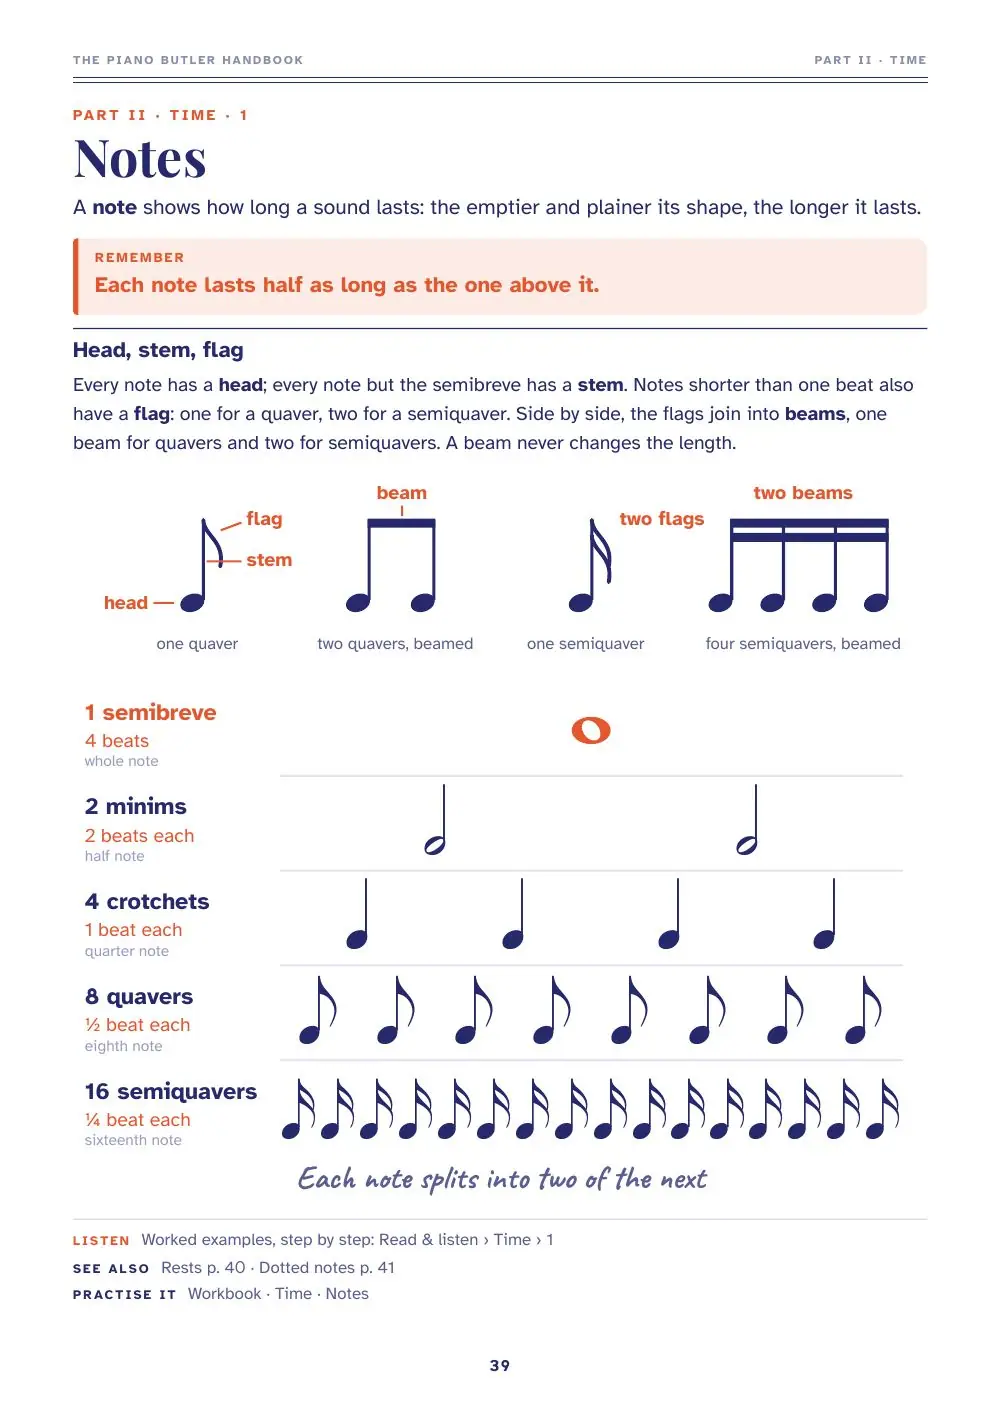 THE PIANO BUTLER HANDBOOK
PART II · TIME
PART II · TIME · 1
Notes
A note shows how long a sound lasts: the emptier and plainer its shape, the longer it lasts.
REMEMBER
Each note lasts half as long as the one above it.
Head, stem, flag
Every note has a head; every note but the semibreve has a stem. Notes shorter than one beat also
have a flag: one for a quaver, two for a semiquaver. Side by side, the flags join into beams, one
beam for quavers and two for semiquavers. A beam never changes the length.
beam
two beams
flag
two flags
stem
head
one quaver
two quavers, beamed
one semiquaver
four semiquavers, beamed
1 semibreve
4 beats
whole note
2 minims
2 beats each
half note
4 crotchets
1 beat each
quarter note
8 quavers
½ beat each
eighth note
16 semiquavers
¼ beat each
sixteenth note
Each note splits into two of the next
LISTEN Worked examples, step by step: Read & listen › Time › 1
SEE ALSO Rests p. 40 · Dotted notes p. 41
PRACTISE IT Workbook · Time · Notes
39